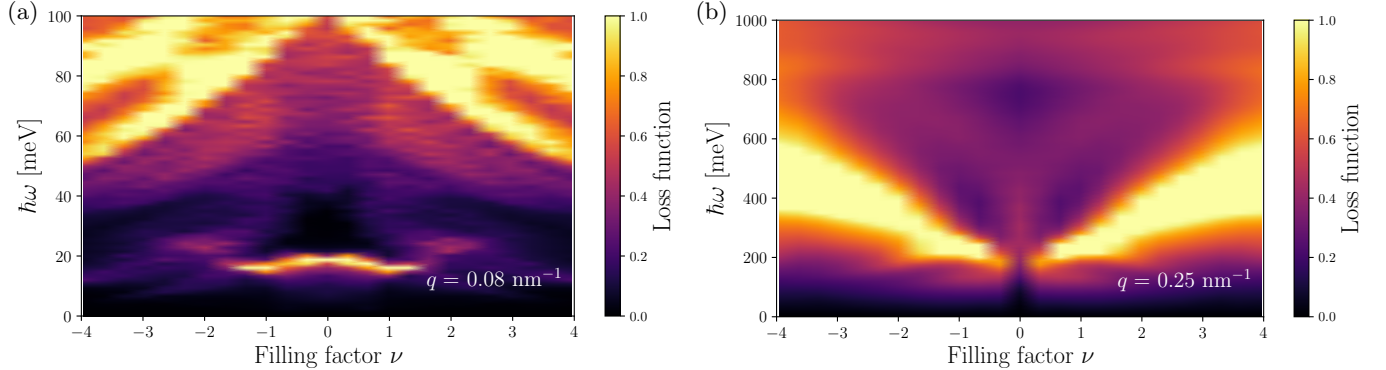 (a)
100
80
60
40
20
0
ħω [meV]
−4 −3 −2 −1 0 1 2 3 4
Filling factor ν
q = 0.08 nm⁻¹
1.0
0.8
0.6
0.4
0.2
0.0
Loss function
(b)
1000
800
600
400
200
0
ħω [meV]
−4 −3 −2 −1 0 1 2 3 4
Filling factor ν
q = 0.25 nm⁻¹
1.0
0.8
0.6
0.4
0.2
0.0
Loss function